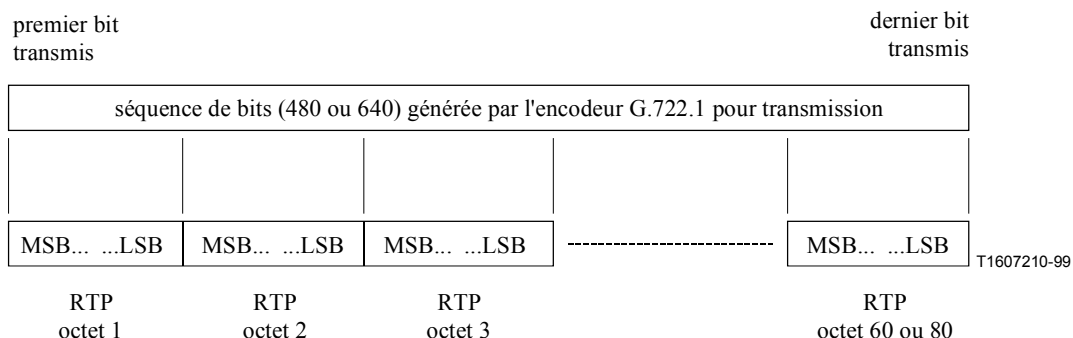 premier bit
transmis
dernier bit
transmis
séquence de bits (480 ou 640) générée par l'encodeur G.722.1 pour transmission
MSB... ...LSB
MSB... ...LSB
MSB... ...LSB
MSB... ...LSB
T1607210-99
RTP
octet 1
RTP
octet 2
RTP
octet 3
RTP
octet 60 ou 80